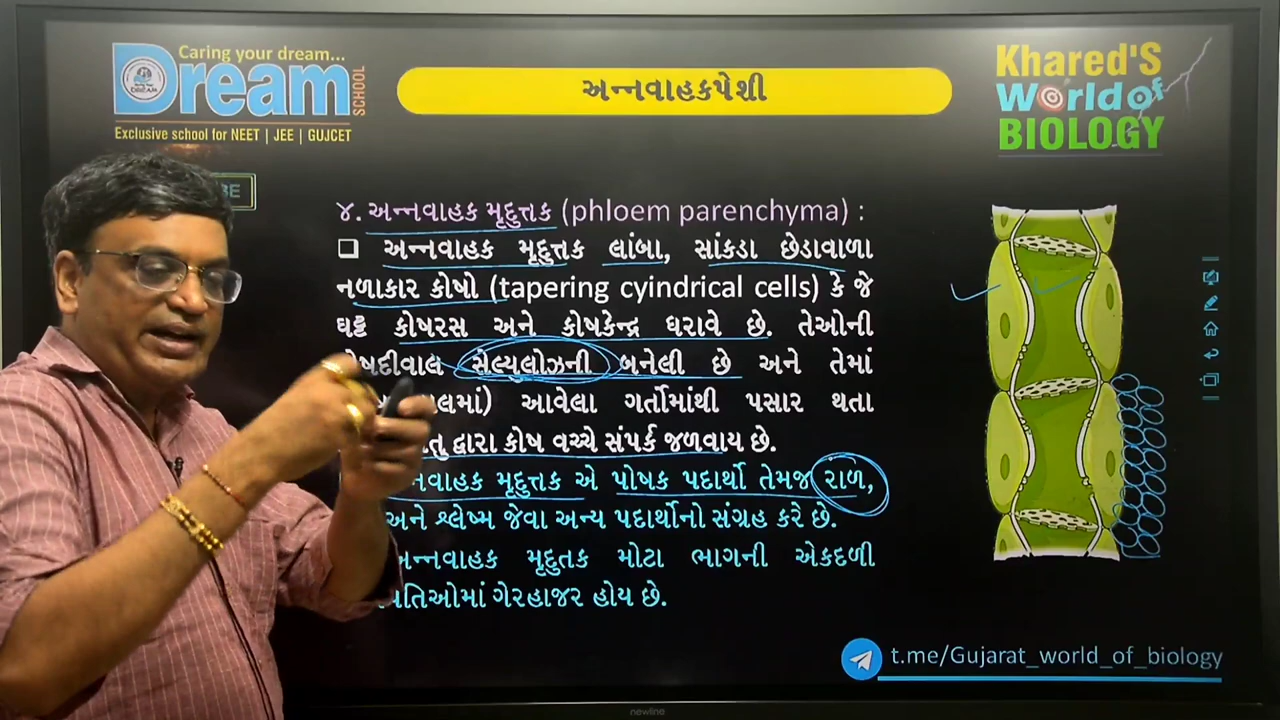 Caring your dream...
Dream
SCHOOL
Exclusive school for NEET | JEE | GUJCET
અન્નવાહકપેશી
Khared'S
World of
BIOLOGY
BE
૪. અન્નવાહક મૃદુત્તક (phloem parenchyma) :
❑ અન્નવાહક મૃદુત્તક લાંબા, સાંકડા છેડાવાળા
નળાકાર કોષો (tapering cyindrical cells) કે જે
ઘટ્ટ કોષરસ અને કોષકેન્દ્ર ધરાવે છે. તેઓની
સેલ્યુલોઝની બનેલી છે અને તેમાં
આવેલા ગર્તોમાંથી પસાર થતા
દ્વારા કોષ વચ્ચે સંપર્ક જળવાય છે.
મૃદુત્તક એ પોષક પદાર્થો તેમજ રાળ,
અને શ્લેષ્મ જેવા અન્ય પદાર્થોનો સંગ્રહ કરે છે.
અન્નવાહક મૃદુતક મોટા ભાગની એકદળી
ગેરહાજર હોય છે.
t.me/Gujarat_world_of_biology
newline